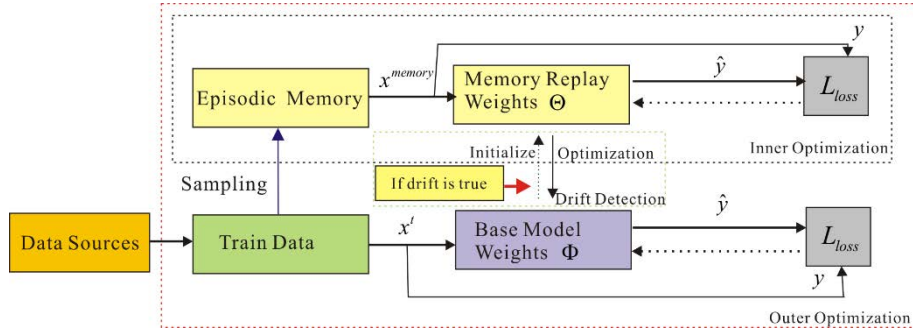 y
x^memory
ŷ
Episodic Memory
Memory Replay
Weights Θ
L_loss
Initialize
Optimization
Inner Optimization
Sampling
If drift is true
Drift Detection
Data Sources
Train Data
x^t
Base Model
Weights Φ
ŷ
L_loss
y
Outer Optimization